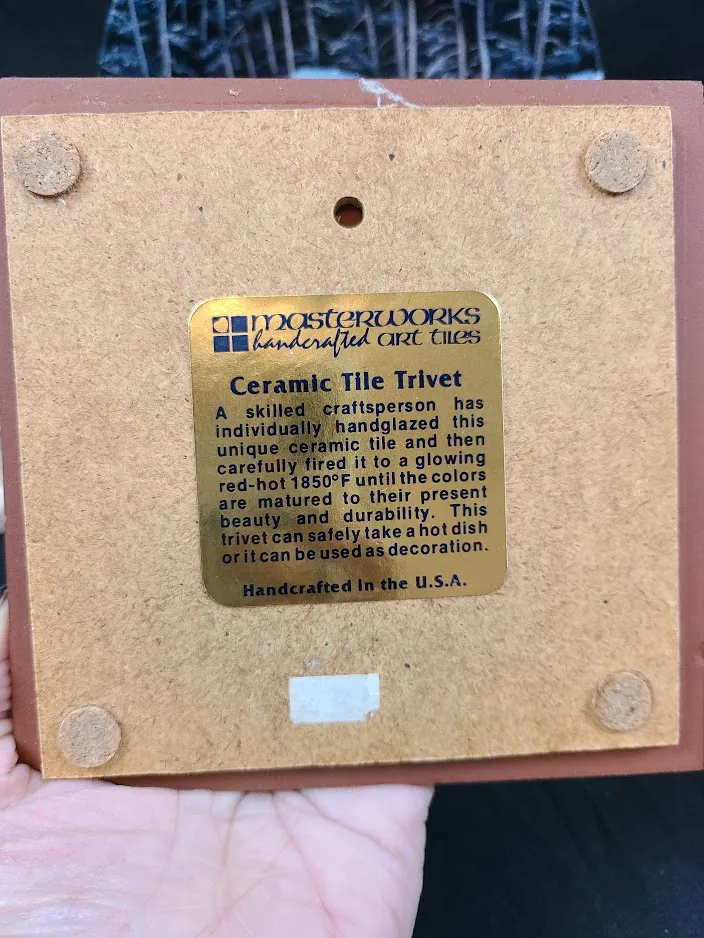 masterworks
handcrafted art tiles
Ceramic Tile Trivet
A skilled craftsperson has
individually handglazed this
unique ceramic tile and then
carefully fired it to a glowing
red-hot 1850°F until the colors
are matured to their present
beauty and durability. This
trivet can safely take a hot dish
or it can be used as decoration.
Handcrafted in the U.S.A.